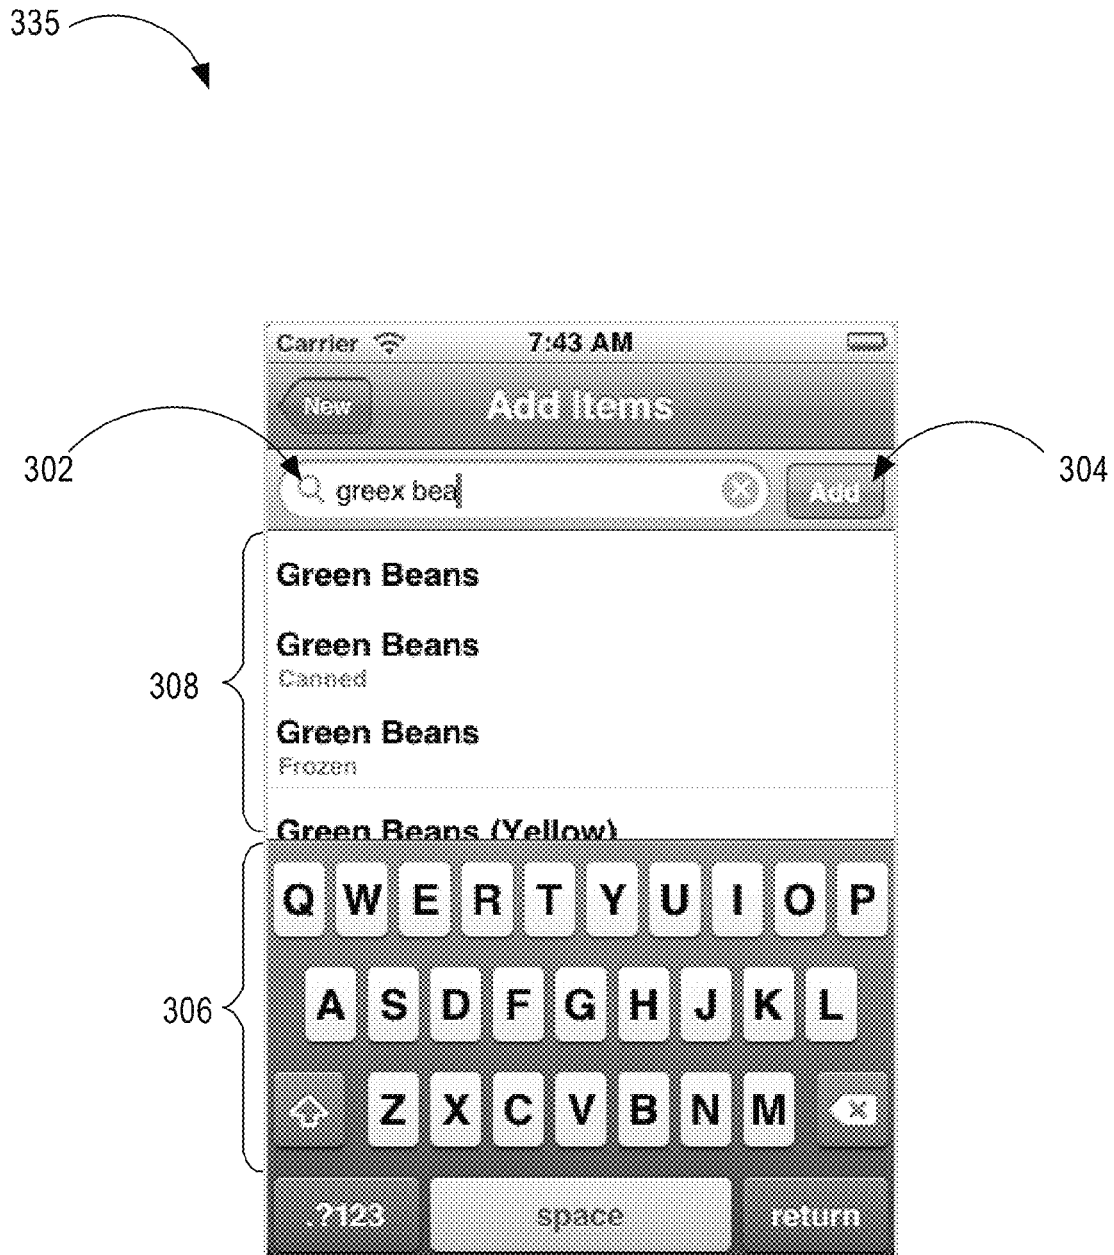 335
Carrier 7:43 AM
New Add Items
302
304
greex bea Add
Green Beans
Green Beans
Canned
308
Green Beans
Frozen
Green Beans (Yellow)
Q W E R T Y U I O P
306
A S D F G H J K L
Z X C V B N M
.?123 space return